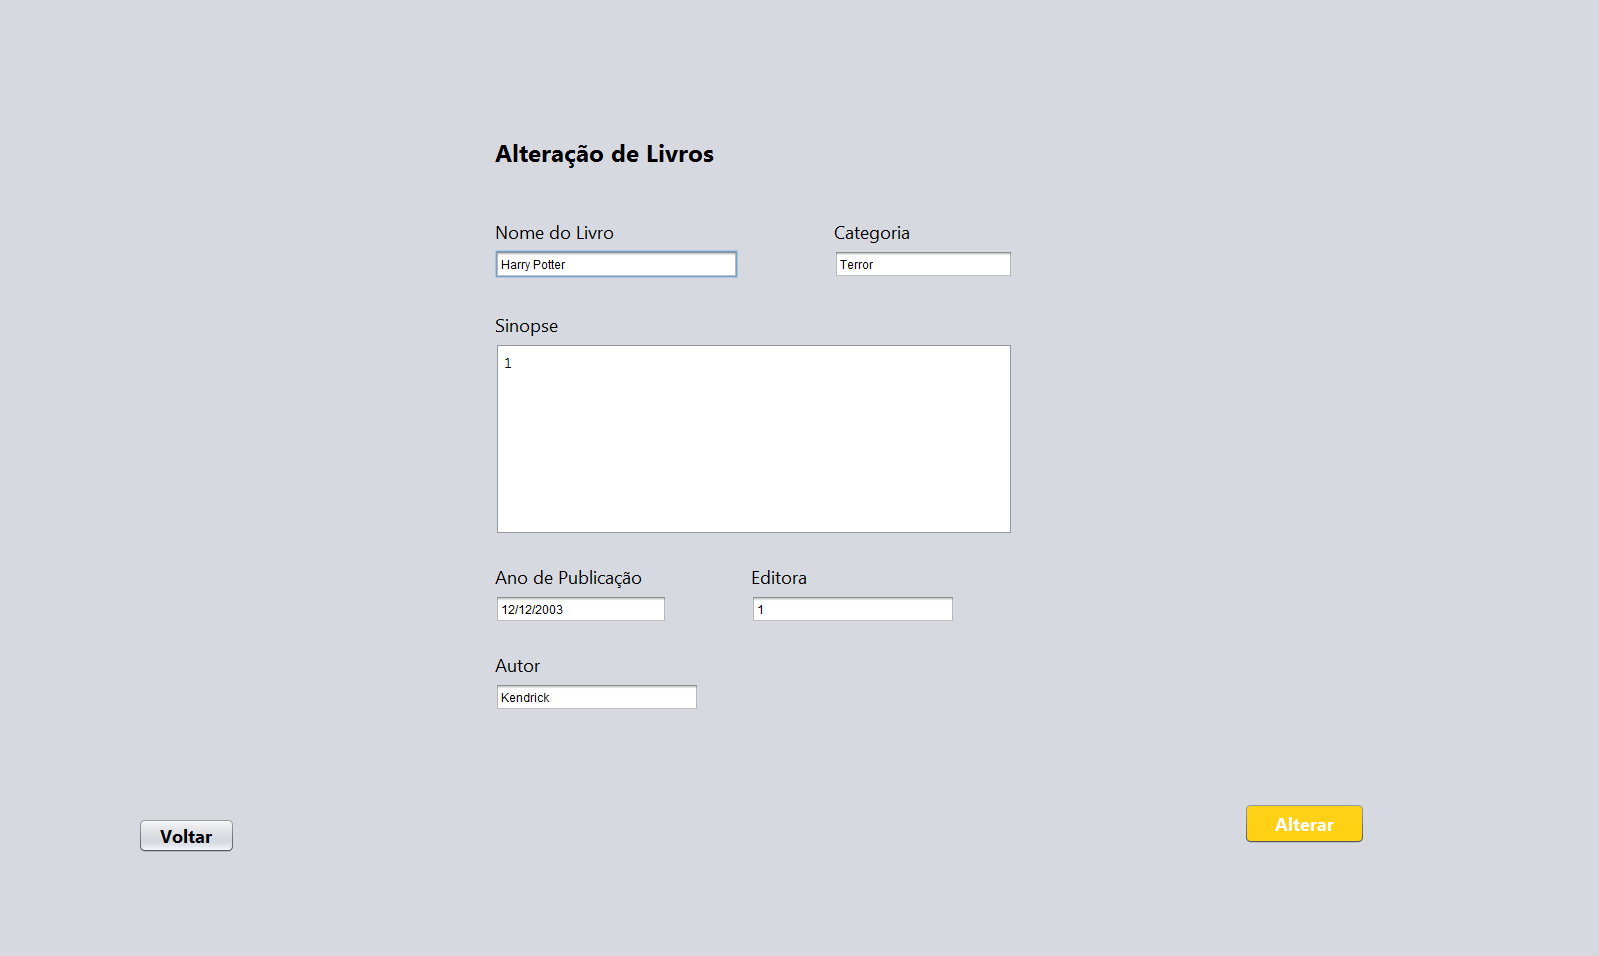 Alteração de Livros
Nome do Livro
Categoria
Harry Potter
Terror
Sinopse
1
Ano de Publicação
Editora
12/12/2003
1
Autor
Kendrick
Voltar
Alterar